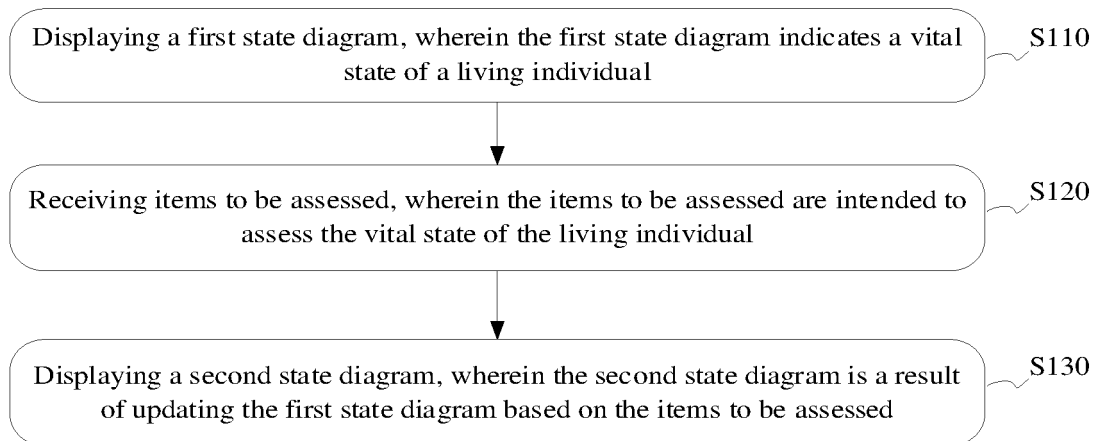 Displaying a first state diagram, wherein the first state diagram indicates a vital
state of a living individual
S110
Receiving items to be assessed, wherein the items to be assessed are intended to
assess the vital state of the living individual
S120
Displaying a second state diagram, wherein the second state diagram is a result
of updating the first state diagram based on the items to be assessed
S130